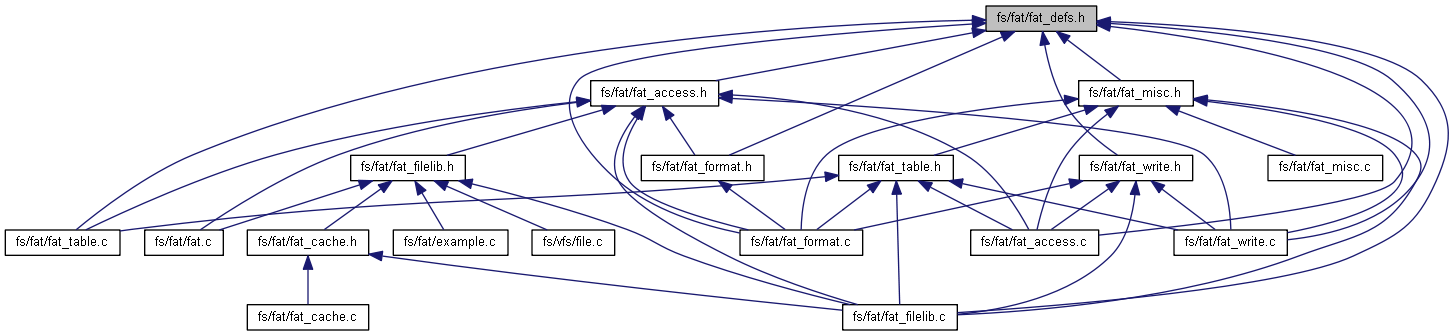 fs/fat/fat_defs.h
fs/fat/fat_access.h
fs/fat/fat_misc.h
fs/fat/fat_filelib.h
fs/fat/fat_format.h
fs/fat/fat_table.h
fs/fat/fat_write.h
fs/fat/fat_misc.c
fs/fat/fat_table.c
fs/fat/fat.c
fs/fat/fat_cache.h
fs/fat/example.c
fs/vfs/file.c
fs/fat/fat_format.c
fs/fat/fat_access.c
fs/fat/fat_write.c
fs/fat/fat_cache.c
fs/fat/fat_filelib.c